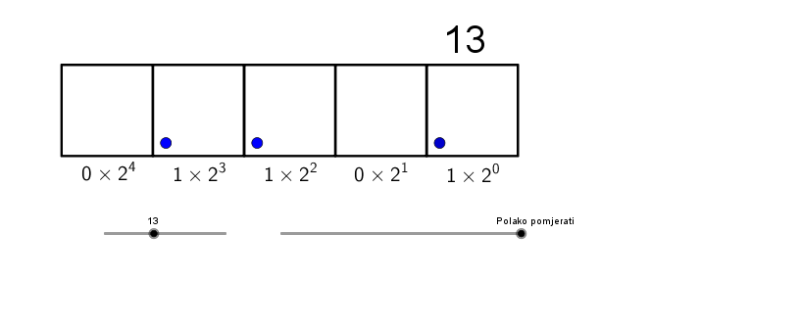 13
0 × 2⁴ 1 × 2³ 1 × 2² 0 × 2¹ 1 × 2⁰
13 Polako pomjerati